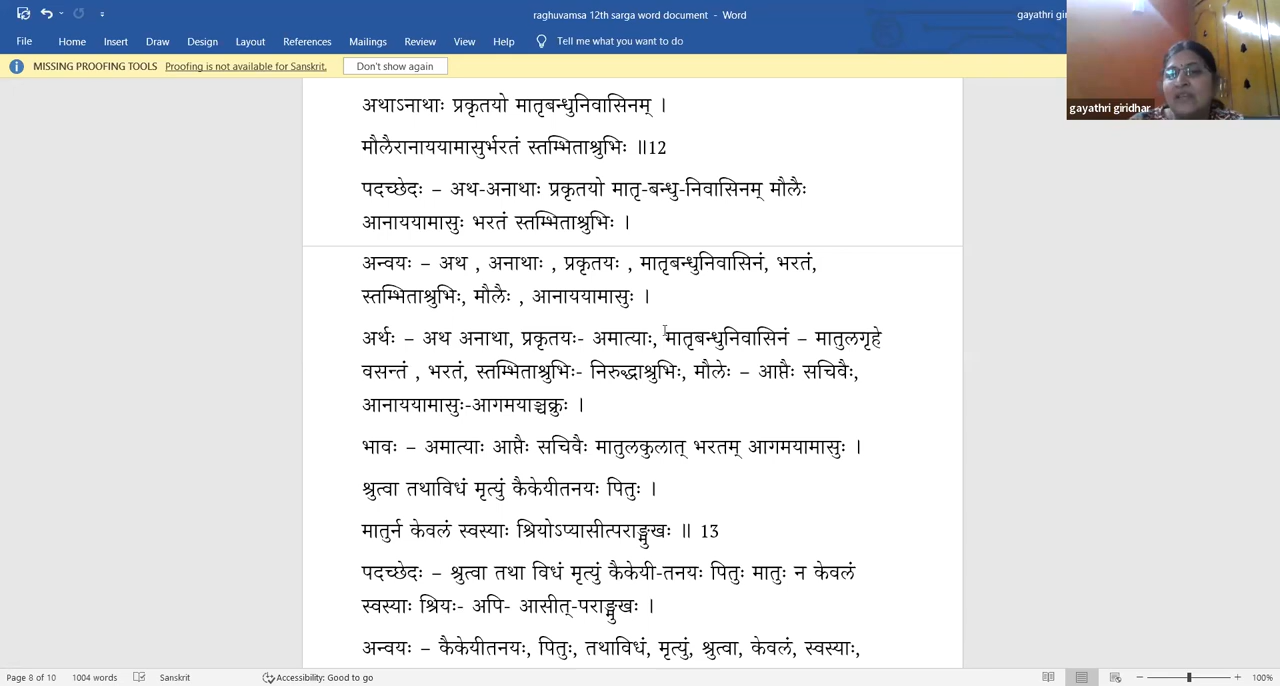 raghuvamsa 12th sarga word document - Word
gayathri gir
File Home Insert Draw Design Layout References Mailings Review View Help Tell me what you want to do
MISSING PROOFING TOOLS Proofing is not available for Sanskrit. Don't show again
gayathri giridhar
अथाऽनाथाः प्रकृतयो मातृबन्धुनिवासिनम् ।
मौलैरानाययामासुर्भरतं स्तम्भिताश्रुभिः ॥12
पदच्छेदः – अथ-अनाथाः प्रकृतयो मातृ-बन्धु-निवासिनम् मौलैः
आनाययामासुः भरतं स्तम्भिताश्रुभिः ।
अन्वयः – अथ , अनाथाः , प्रकृतयः , मातृबन्धुनिवासिनं, भरतं,
स्तम्भिताश्रुभिः, मौलैः , आनाययामासुः ।
अर्थः – अथ अनाथा, प्रकृतयः- अमात्याः, मातृबन्धुनिवासिनं – मातुलगृहे
वसन्तं , भरतं, स्तम्भिताश्रुभिः- निरुद्धाश्रुभिः, मौलेः – आप्तैः सचिवैः,
आनाययामासुः-आगमयाञ्चक्रुः ।
भावः – अमात्याः आप्तैः सचिवैः मातुलकुलात् भरतम् आगमयामासुः ।
श्रुत्वा तथाविधं मृत्युं कैकेयीतनयः पितुः ।
मातुर्न केवलं स्वस्याः श्रियोऽप्यासीत्पराङ्मुखः ॥ 13
पदच्छेदः – श्रुत्वा तथा विधं मृत्युं कैकेयी-तनयः पितुः मातुः न केवलं
स्वस्याः श्रियः- अपि- आसीत्-पराङ्मुखः ।
अन्वयः – कैकेयीतनयः, पितुः, तथाविधं, मृत्युं, श्रुत्वा, केवलं, स्वस्याः,
Page 8 of 10 1004 words Sanskrit Accessibility: Good to go 100%